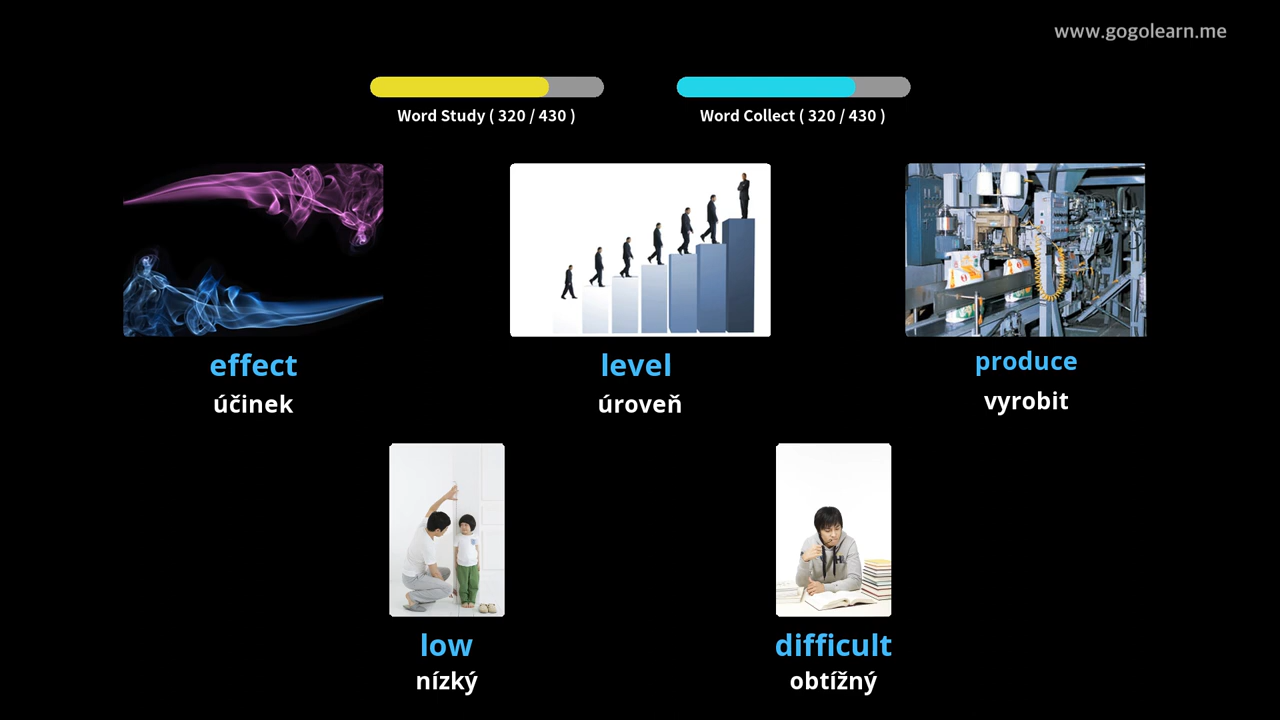 www.gogolearn.me
Word Study ( 320 / 430 )
Word Collect ( 320 / 430 )
effect
účinek
level
úroveň
produce
vyrobit
low
nízký
difficult
obtížný